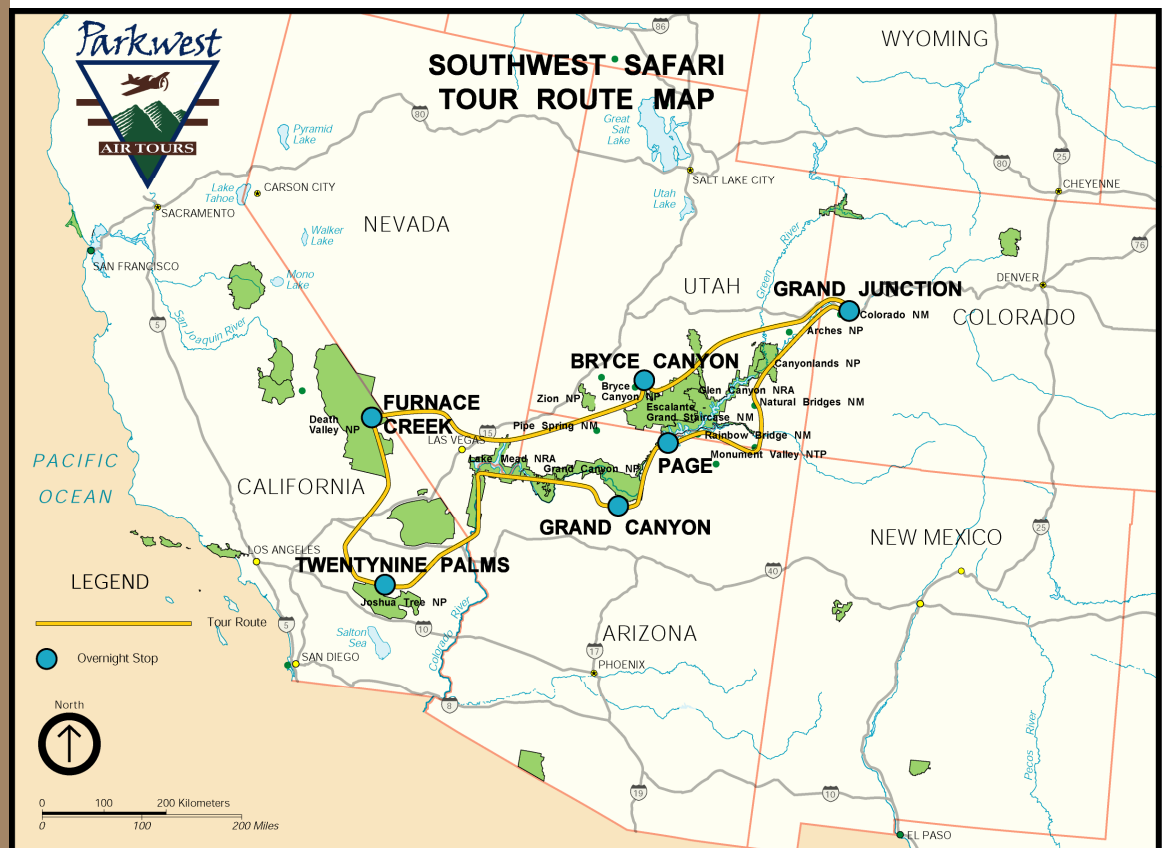 Parkwest
AIR TOURS
SOUTHWEST SAFARI
TOUR ROUTE MAP
WYOMING
86
80
Great
Salt
Lake
Pyramid
Lake
80
25
CARSON CITY
Lake
Tahoe
SALT LAKE CITY
CHEYENNE
Utah
Lake
SACRAMENTO
NEVADA
Walker
Lake
River
Green
76
SAN FRANCISCO
Mono
Lake
UTAH
DENVER
GRAND JUNCTION
Colorado NM
COLORADO
5
San Joaquin River
Arches NP
BRYCE CANYON
Canyonlands NP
Bryce
Canyon NP
Glen Canyon NRA
Zion NP
Natural Bridges NM
Escalante
Grand Staircase NM
FURNACE
CREEK
Death
Valley NP
Pipe Spring NM
15
LAS VEGAS
Rainbow Bridge NM
Monument Valley NTP
PAGE
Lake Mead NRA
Grand Canyon NP
PACIFIC
OCEAN
CALIFORNIA
GRAND CANYON
25
NEW MEXICO
LOS ANGELES
TWENTYNINE PALMS
40
LEGEND
Joshua Tree NP
Tour Route
5
10
Colorado River
ARIZONA
Salton
Sea
17
Overnight Stop
SAN DIEGO
PHOENIX
8
North
Pecos River
19
10
0 100 200 Kilometers
0 100 200 Miles
EL PASO